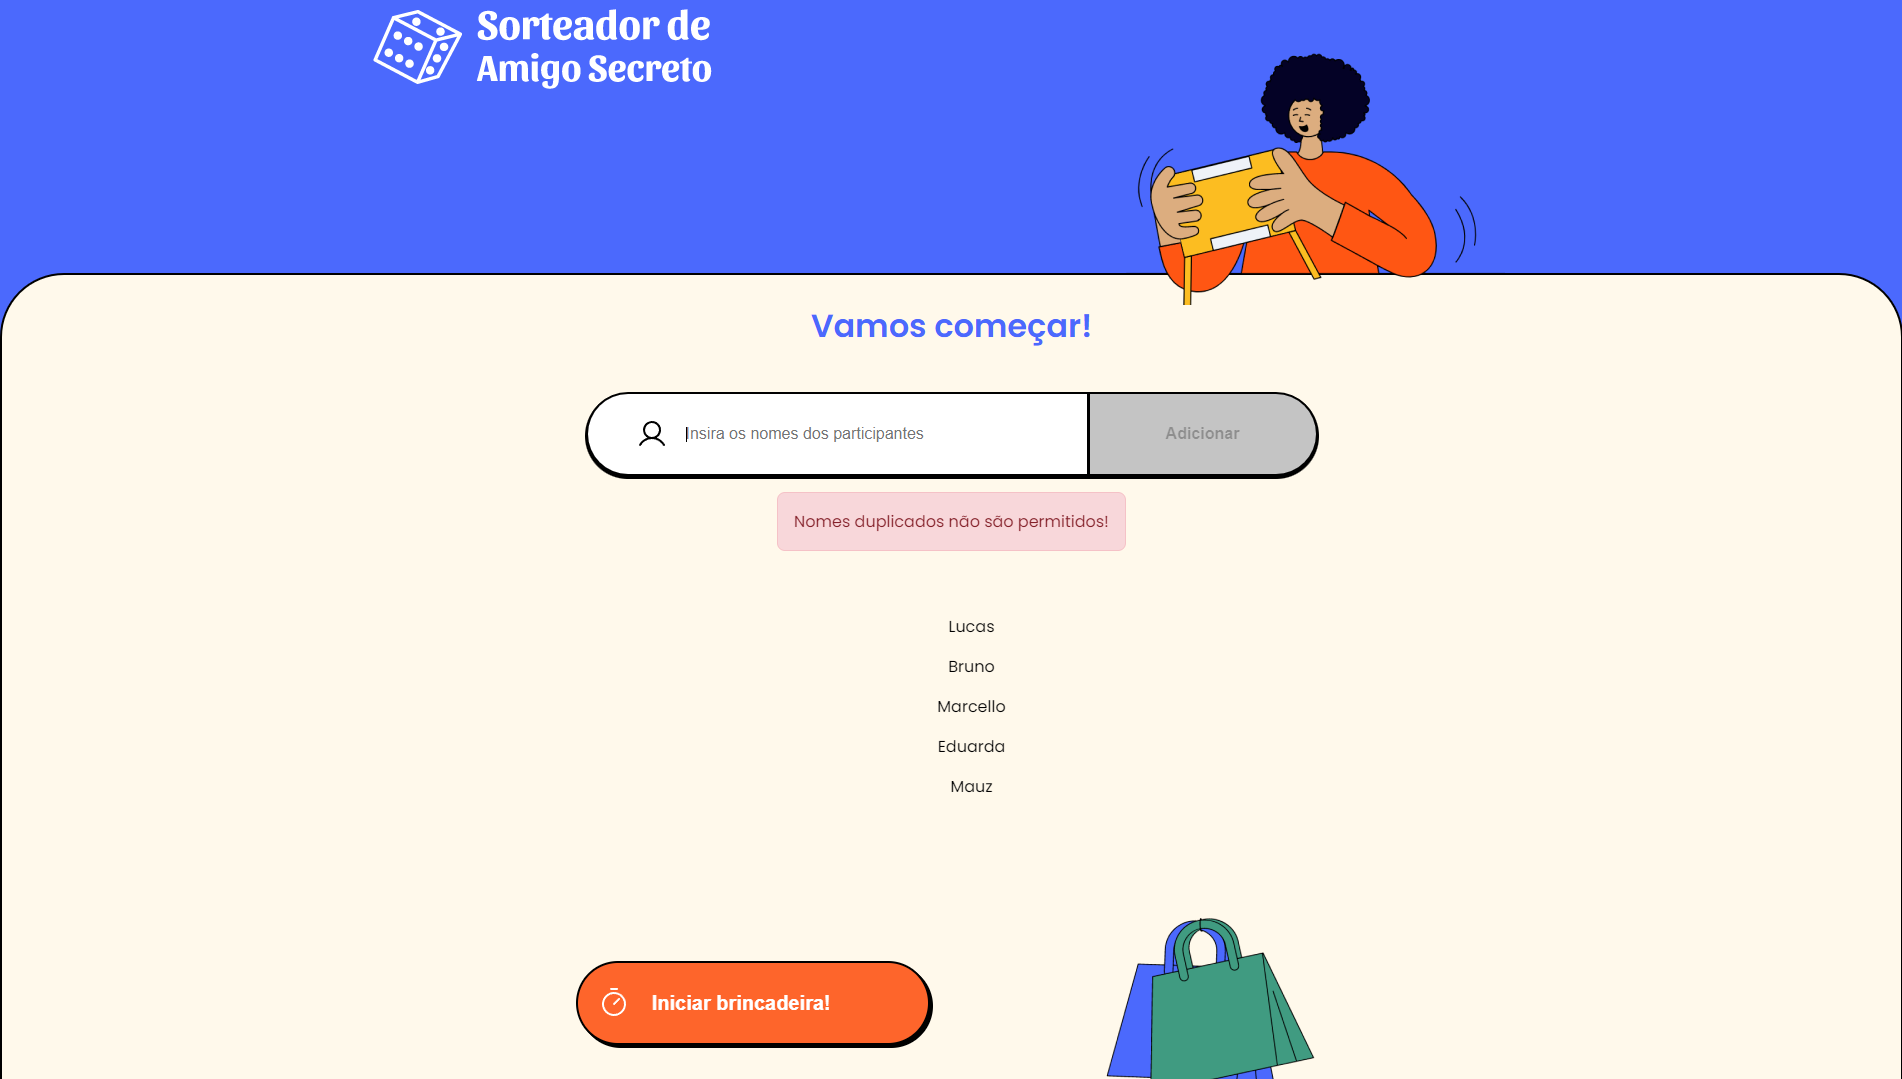 Sorteador de
Amigo Secreto
Vamos começar!
Insira os nomes dos participantes
Adicionar
Nomes duplicados não são permitidos!
Lucas
Bruno
Marcello
Eduarda
Mauz
Iniciar brincadeira!